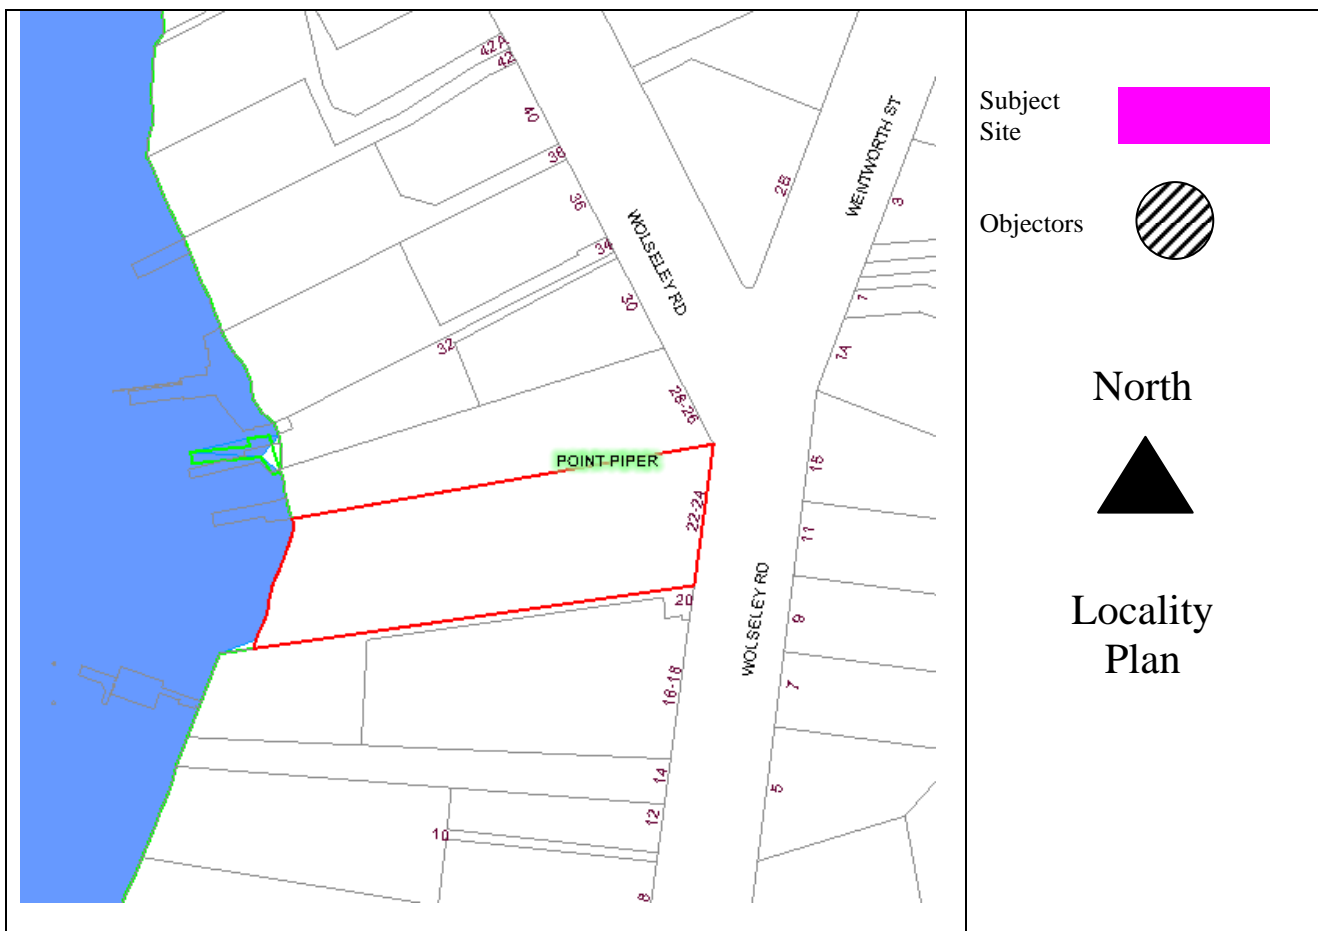 42A
42
40
38
36
34
30
32
28-26
WOLSELEY RD
2B
WENTWORTH ST
3
7
7A
15
11
9
7
5
POINT PIPER
22-24
20
WOLSELEY RD
16-18
14
12
10
8
Subject
Site
Objectors
North
Locality
Plan